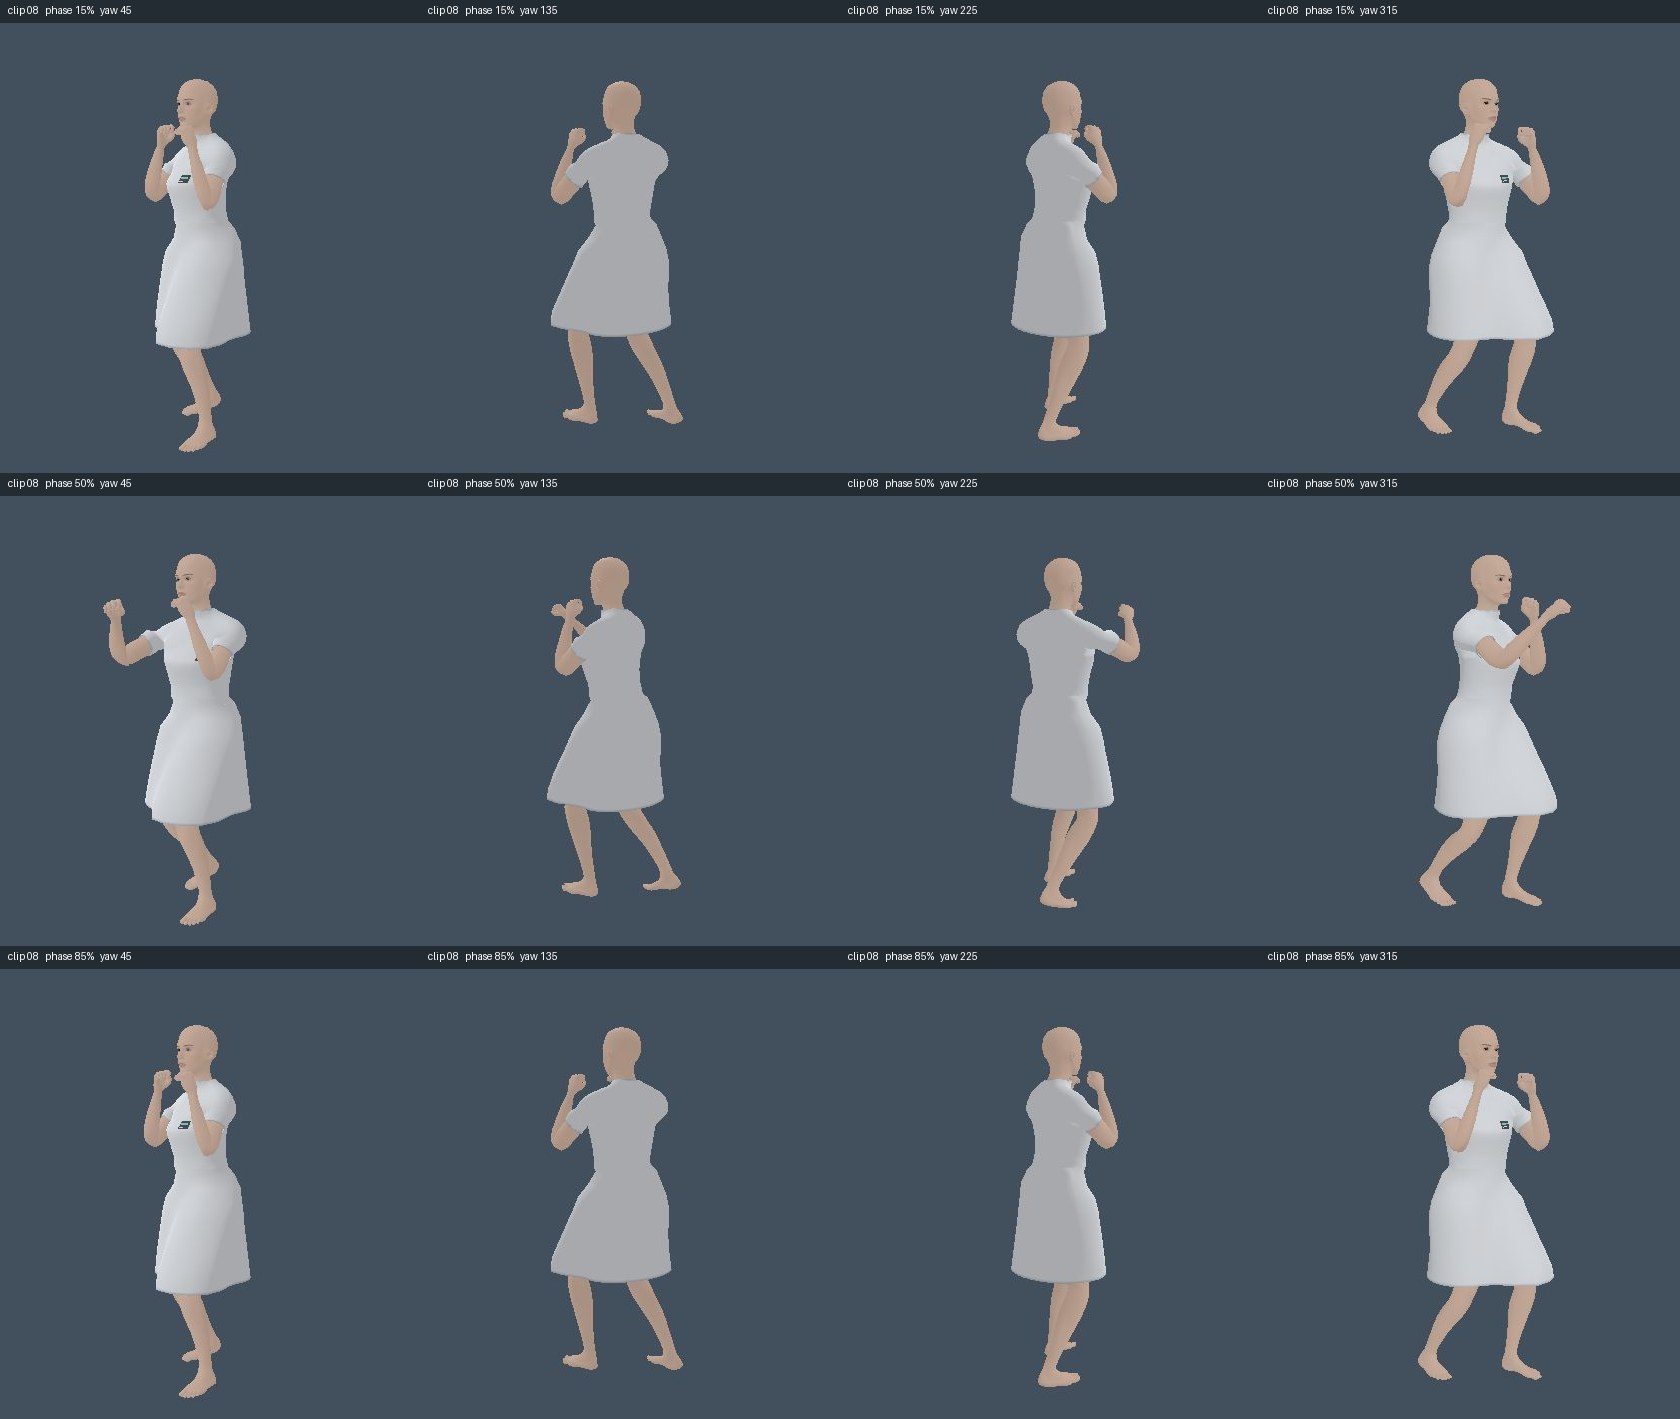 clip08 phase 15% yaw 45
clip08 phase 15% yaw 135
clip08 phase 15% yaw 225
clip08 phase 15% yaw 315
clip08 phase 50% yaw 45
clip08 phase 50% yaw 135
clip08 phase 50% yaw 225
clip08 phase 50% yaw 315
clip08 phase 85% yaw 45
clip08 phase 85% yaw 135
clip08 phase 85% yaw 225
clip08 phase 85% yaw 315